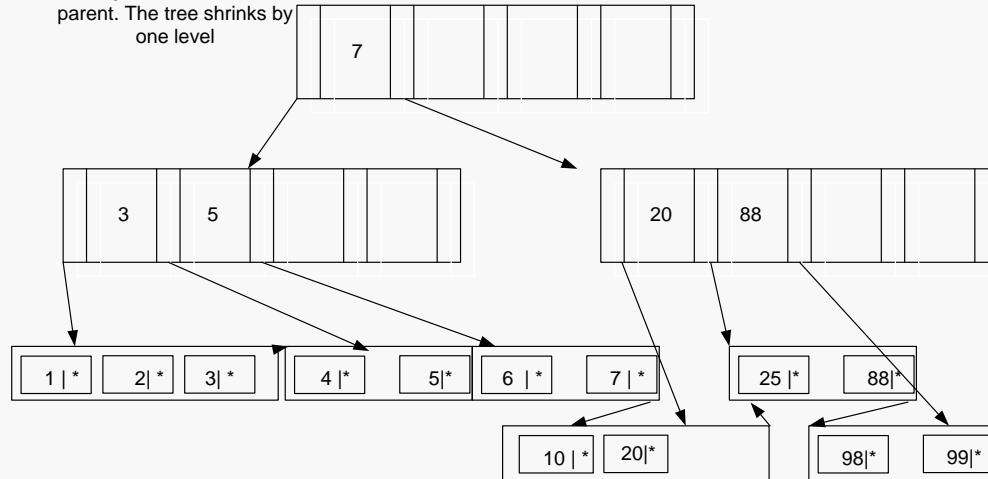 parent. The tree shrinks by
one level
7
3 5
20 88
1 | * 2| * 3| *
4 |* 5|*
6 | * 7 | *
25 |* 88|*
10 | * 20|*
98|* 99|*